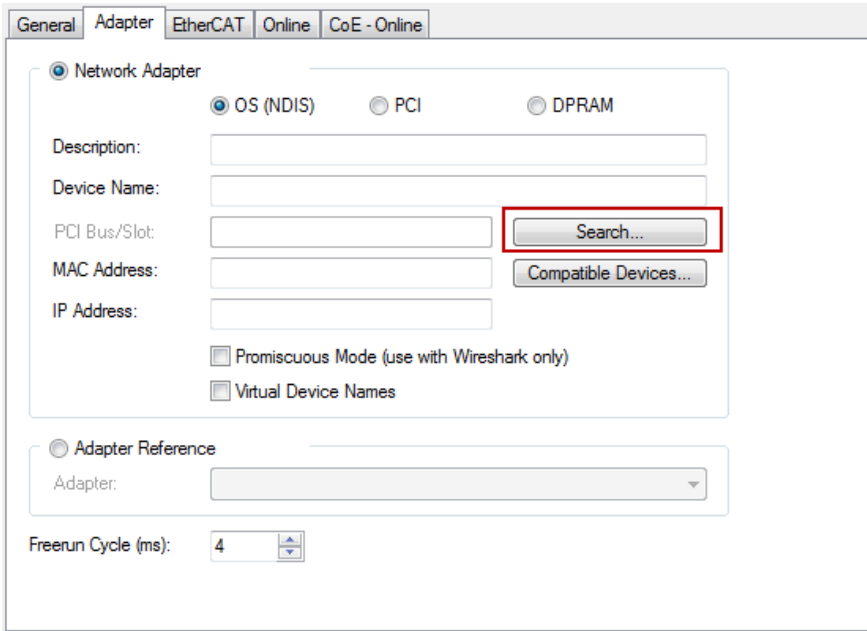 General Adapter EtherCAT Online CoE - Online
Network Adapter
OS (NDIS) PCI DPRAM
Description:
Device Name:
PCI Bus/Slot: Search...
MAC Address: Compatible Devices...
IP Address:
Promiscuous Mode (use with Wireshark only)
Virtual Device Names
Adapter Reference
Adapter:
Freerun Cycle (ms): 4